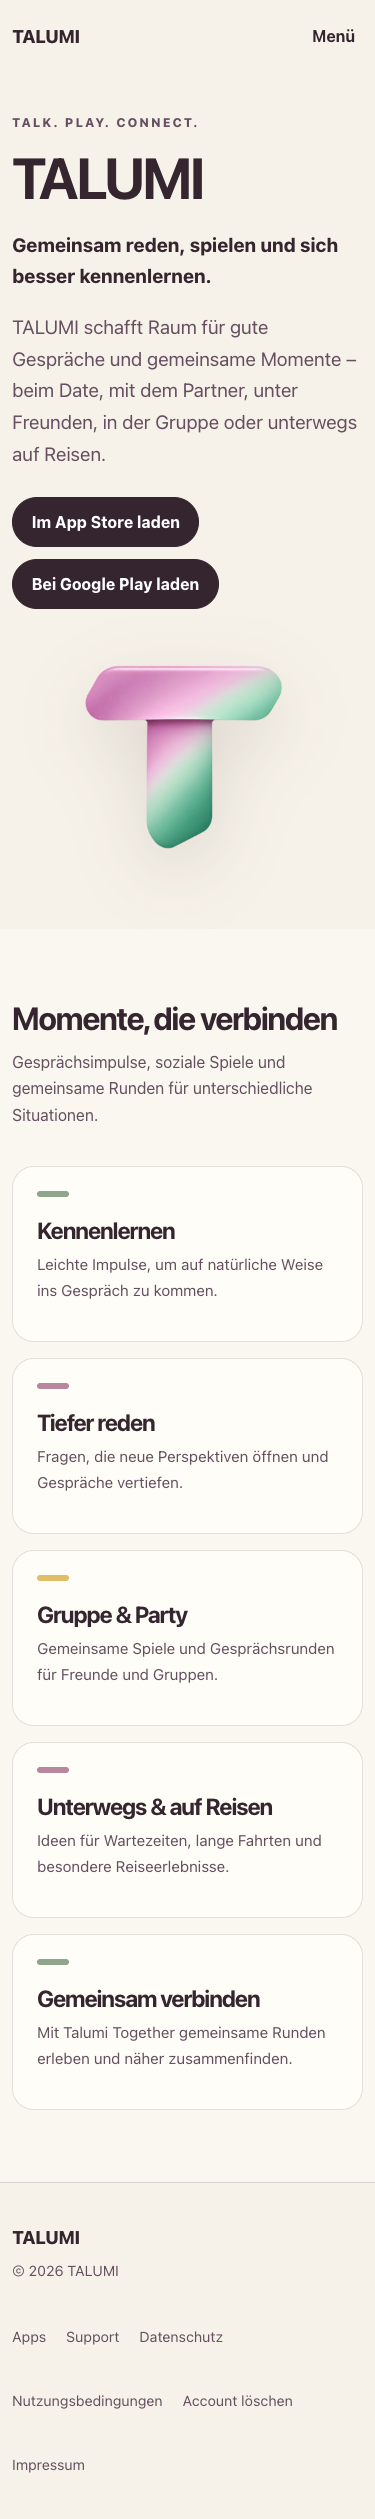 TALUMI
Menü
TALK. PLAY. CONNECT.
TALUMI
Gemeinsam reden, spielen und sich
besser kennenlernen.
TALUMI schafft Raum für gute
Gespräche und gemeinsame Momente –
beim Date, mit dem Partner, unter
Freunden, in der Gruppe oder unterwegs
auf Reisen.
Im App Store laden
Bei Google Play laden
Momente, die verbinden
Gesprächsimpulse, soziale Spiele und
gemeinsame Runden für unterschiedliche
Situationen.
Kennenlernen
Leichte Impulse, um auf natürliche Weise
ins Gespräch zu kommen.
Tiefer reden
Fragen, die neue Perspektiven öffnen und
Gespräche vertiefen.
Gruppe & Party
Gemeinsame Spiele und Gesprächsrunden
für Freunde und Gruppen.
Unterwegs & auf Reisen
Ideen für Wartezeiten, lange Fahrten und
besondere Reiseerlebnisse.
Gemeinsam verbinden
Mit Talumi Together gemeinsame Runden
erleben und näher zusammenfinden.
TALUMI
© 2026 TALUMI
Apps Support Datenschutz
Nutzungsbedingungen Account löschen
Impressum